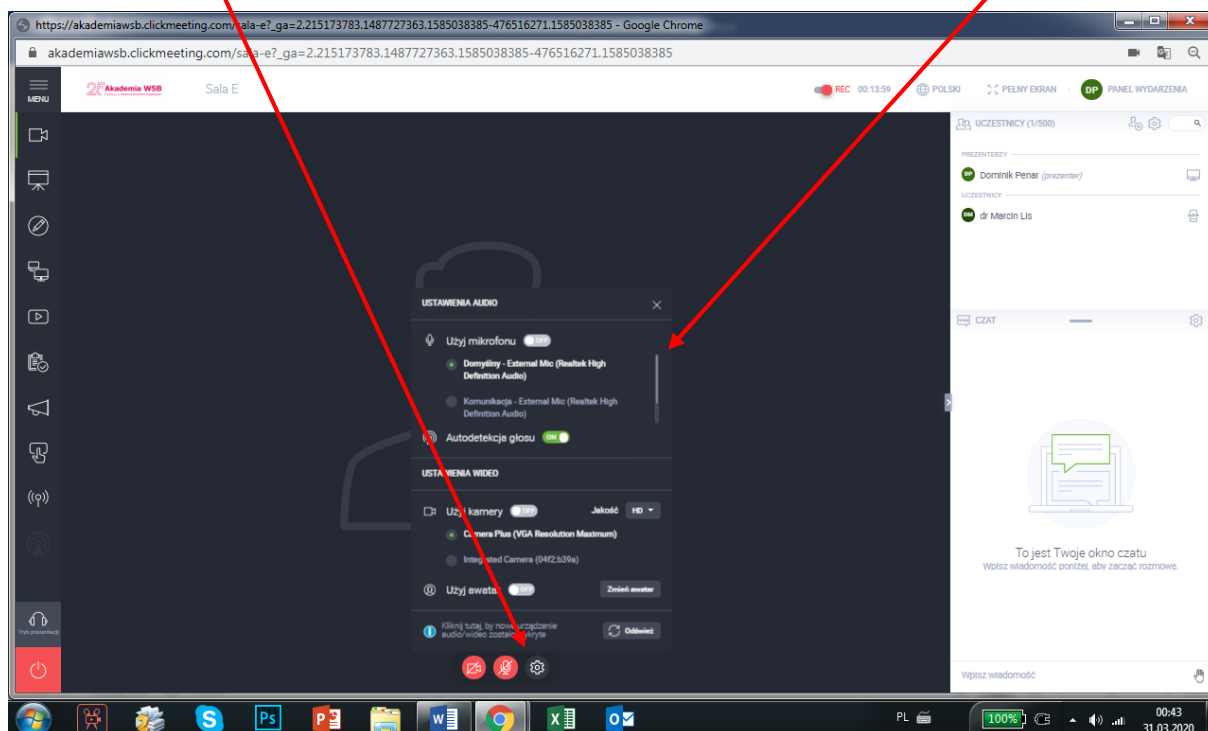 https://akademiawsb.clickmeeting.com/sala-e?_ga=2.215173783.1487727363.1585038385-476516271.1585038385 - Google Chrome
akademiawsb.clickmeeting.com/sala-e?_ga=2.215173783.1487727363.1585038385-476516271.1585038385
MENU
Akademia WSB
Sala E
REC 00:13:59
POLSKI
PEŁNY EKRAN
DP
PANEL WYDARZENIA
UCZESTNICY (1/500)
PREZENTERZY
DP Dominik Penar (prezenter)
UCZESTNICY
DM dr Marcin Lis
USTAWIENIA AUDIO
Użyj mikrofonu OFF
Domyślny - External Mic (Realtek High
Definition Audio)
Komunikacja - External Mic (Realtek High
Definition Audio)
Autodetekcja głosu ON
USTAWIENIA WIDEO
Użyj kamery OFF
Jakość HD
Camera Plus (VGA Resolution Maximum)
Integrated Camera (04f2:b39a)
Użyj awatar OFF
Zmień awatar
Kliknij tutaj, by nowe urządzenie
audio/wideo zostało wykryte
Odśwież
CZAT
To jest Twoje okno czatu
Wpisz wiadomość poniżej, aby zacząć rozmowę.
Wpisz wiadomość
Tryb prezentacji
PL
100%
00:43
31.03.2020